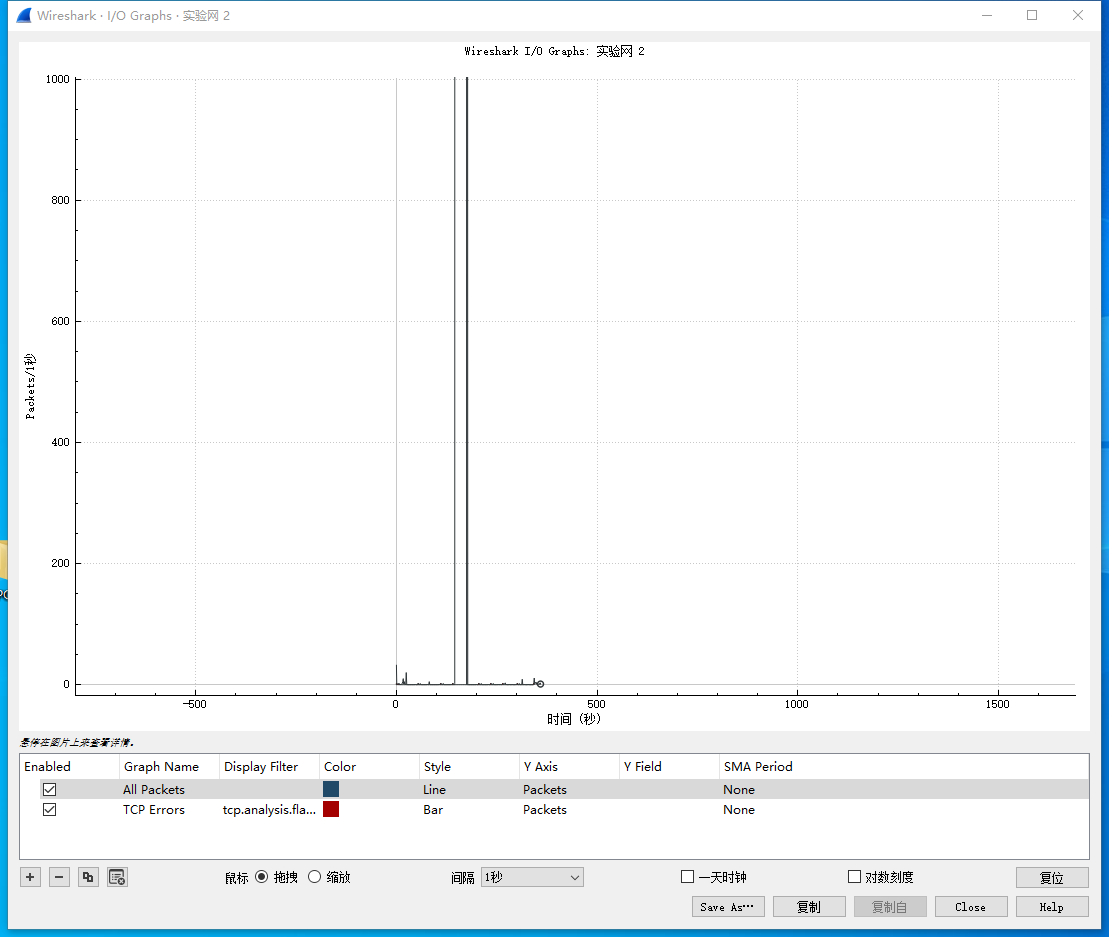 Wireshark · I/O Graphs · 实验网 2
Wireshark I/O Graphs: 实验网 2
1000
800
600
400
200
0
Packets/1秒
-500
0
500
1000
1500
时间 (秒)
悬停在图片上来查看详情。
Enabled Graph Name Display Filter Color Style Y Axis Y Field SMA Period
All Packets Line Packets None
TCP Errors tcp.analysis.fla... Bar Packets None
鼠标 拖拽 缩放 间隔 1秒 一天时钟 对数刻度 复位
Save As… 复制 复制自 Close Help